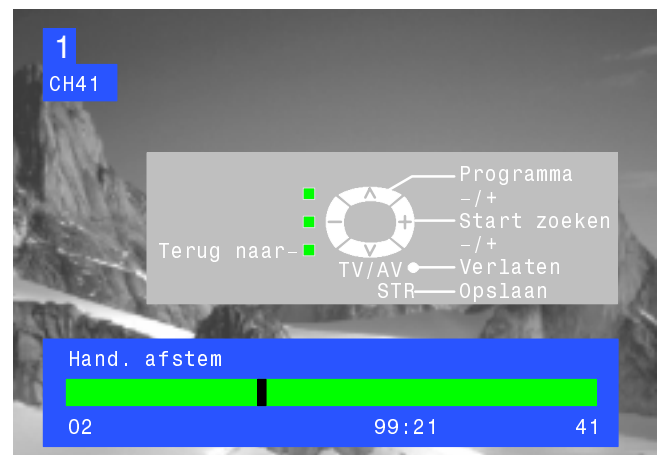 1
CH41
Programma
-/+
Start zoeken
-/+
Terug naar-
TV/AV Verlaten
STR Opslaan
Hand. afstem
02 99:21 41